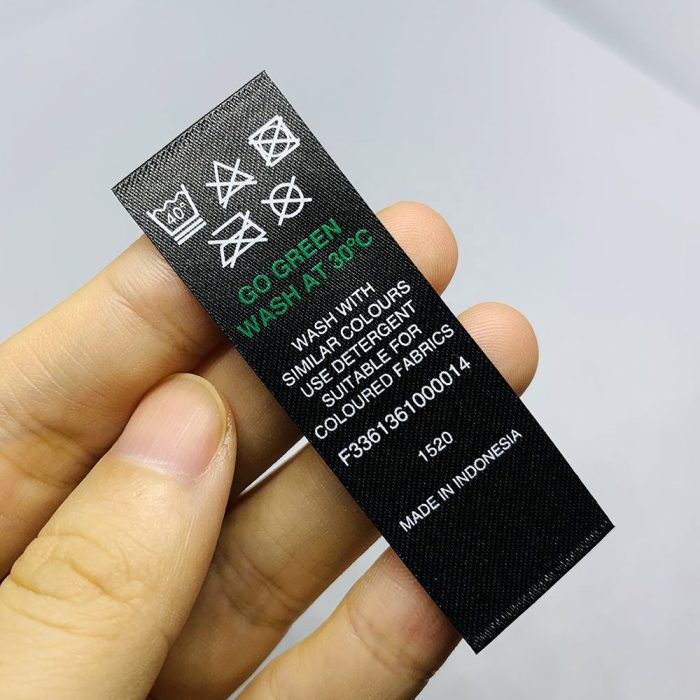 40°
GO GREEN
WASH AT 30°C
WASH WITH
SIMILAR COLOURS
USE DETERGENT
SUITABLE FOR
COLOURED FABRICS
F3361361000014
1520
MADE IN INDONESIA